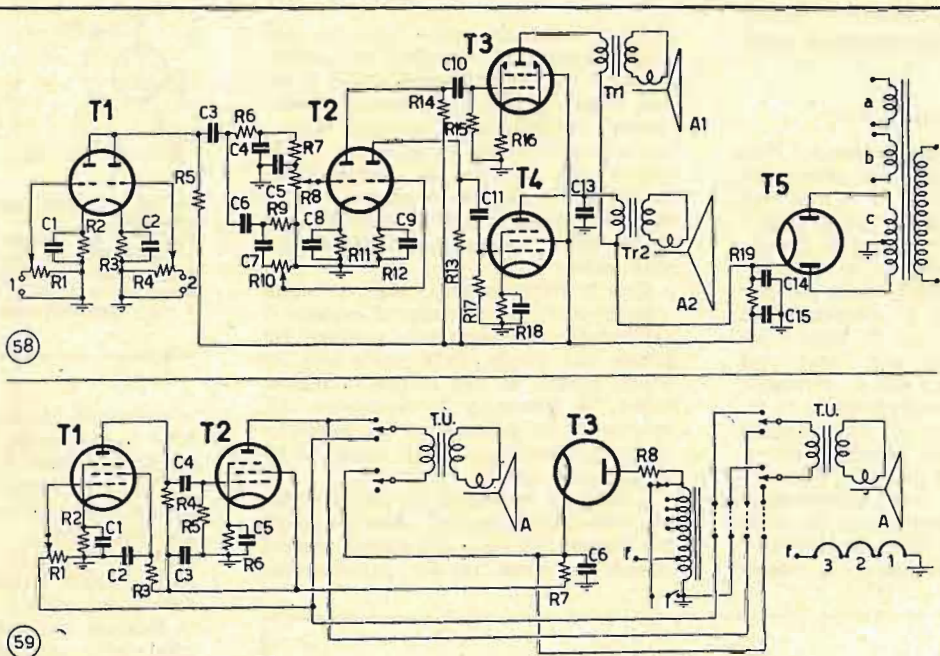 T1
T2
T3
T4
T5
C3
R6
C4
R7
R5
C5
R8
C6
R9
C7
R10
C8
R11
C9
R12
C1
R2
R1
R3
C2
R4
1
2
R14
C10
R15
R16
Tr1
A1
C11
R13
R17
R18
C13
Tr2
A2
R19
C14
C15
a
b
c
58
T1
T2
T.U.
T3
R8
T.U.
C4
R4
R5
R2
C1
R1
C2
R3
C3
C5
R6
A
C6
R7
f
A
f
3 2 1
59